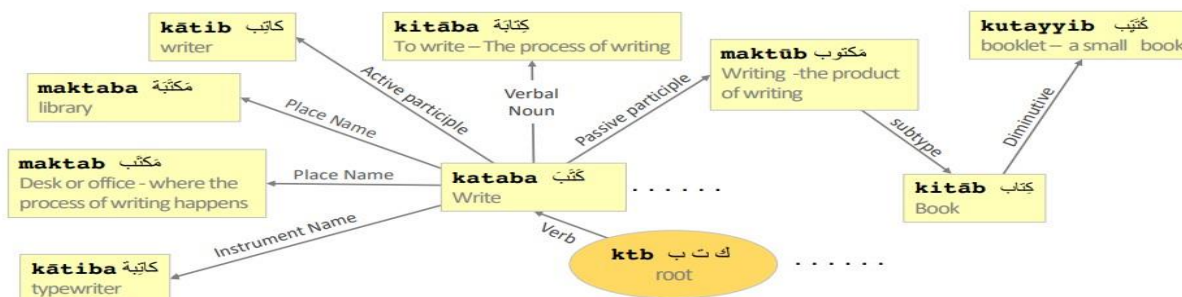 kātib كاتِب
writer
kitāba كِتابَة
To write – The process of writing
kutayyib كُتَيِّب
booklet – a small book
maktūb مَكتوب
Writing -the product
of writing
maktaba مَكتَبَة
library
Active participle
Place Name
Verbal
Noun
Passive participle
subtype
Diminutive
maktab مَكتَب
Desk or office - where the
process of writing happens
Place Name
kataba كَتَبَ
Write
. . . . . .
kitāb كِتاب
Book
Instrument Name
Verb
kātiba كاتِبة
typewriter
ktb ك ت ب
root
. . . . . .